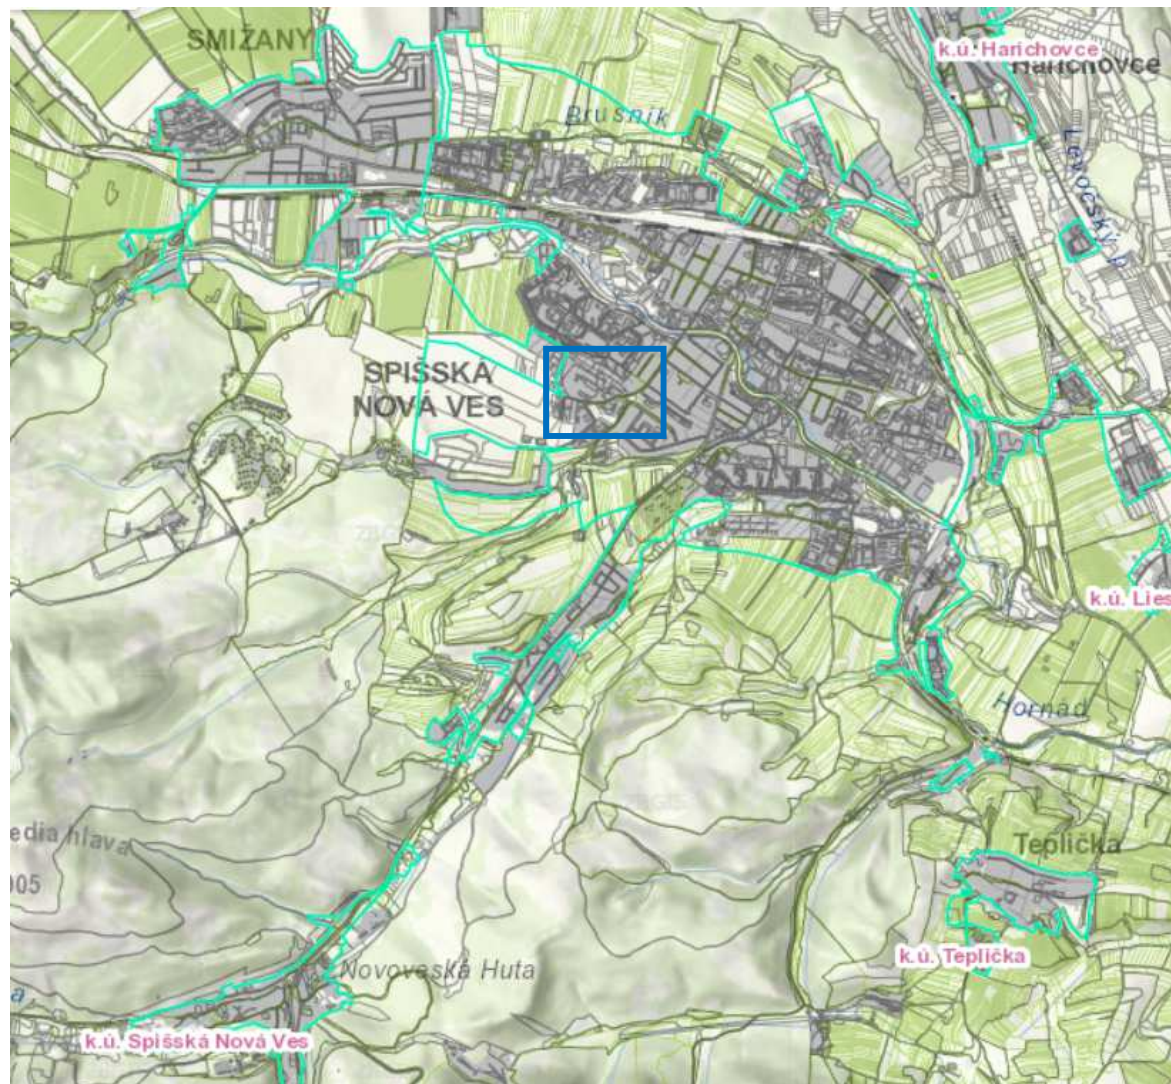 SMIŽANY
k.ú. Harichovce
Harichovce
Brusník
Levočský p.
SPIŠSKÁ
NOVÁ VES
k.ú. Lies
Hornád
Teplička
edia hlava
005
k.ú. Teplička
Novoveská Huta
a,
k.ú. Spišská Nová Ves